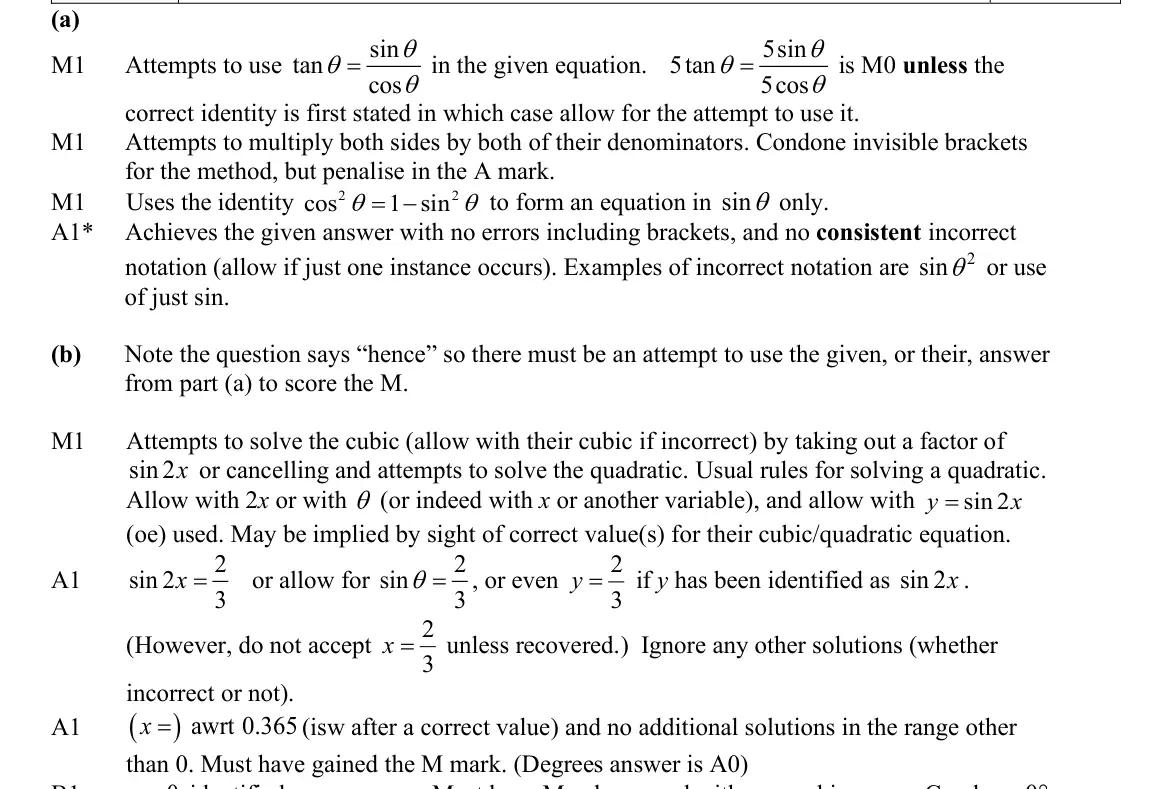 (a)
M1 Attempts to use tan θ = sin θ / cos θ in the given equation. 5 tan θ = 5 sin θ / 5 cos θ is M0 unless the
correct identity is first stated in which case allow for the attempt to use it.
M1 Attempts to multiply both sides by both of their denominators. Condone invisible brackets
for the method, but penalise in the A mark.
M1 Uses the identity cos² θ = 1 − sin² θ to form an equation in sin θ only.
A1* Achieves the given answer with no errors including brackets, and no consistent incorrect
notation (allow if just one instance occurs). Examples of incorrect notation are sin θ² or use
of just sin.
(b) Note the question says “hence” so there must be an attempt to use the given, or their, answer
from part (a) to score the M.
M1 Attempts to solve the cubic (allow with their cubic if incorrect) by taking out a factor of
sin 2x or cancelling and attempts to solve the quadratic. Usual rules for solving a quadratic.
Allow with 2x or with θ (or indeed with x or another variable), and allow with y = sin 2x
(oe) used. May be implied by sight of correct value(s) for their cubic/quadratic equation.
A1 sin 2x = 2/3 or allow for sin θ = 2/3, or even y = 2/3 if y has been identified as sin 2x.
(However, do not accept x = 2/3 unless recovered.) Ignore any other solutions (whether
incorrect or not).
A1 (x =) awrt 0.365 (isw after a correct value) and no additional solutions in the range other
than 0. Must have gained the M mark. (Degrees answer is A0)